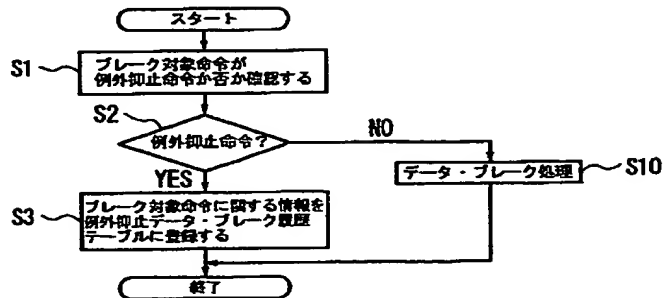 スタート
S1
ブレーク対象命令が
例外抑止命令か否か確認する
S2
例外抑止命令?
NO
YES
データ・ブレーク処理
S10
S3
ブレーク対象命令に関する情報を
例外抑止データ・ブレーク履歴
テーブルに登録する
終了